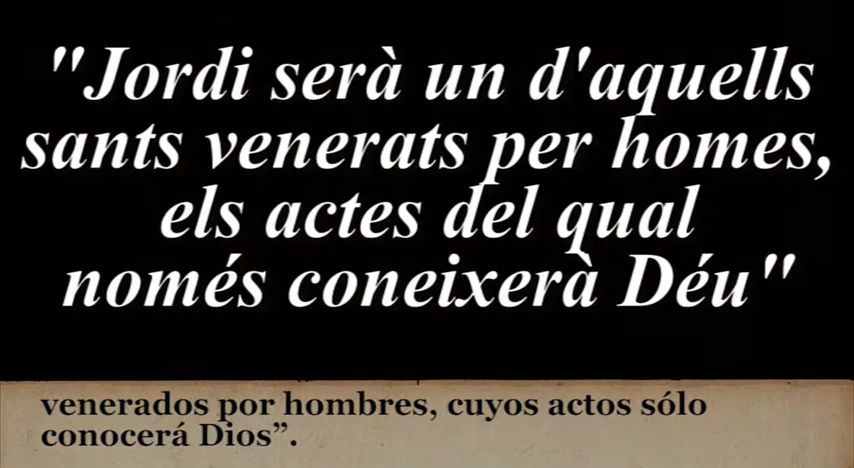 "Jordi serà un d'aquells
sants venerats per homes,
els actes del qual
només coneixerà Déu"
venerados por hombres, cuyos actos sólo
conocerá Dios”.